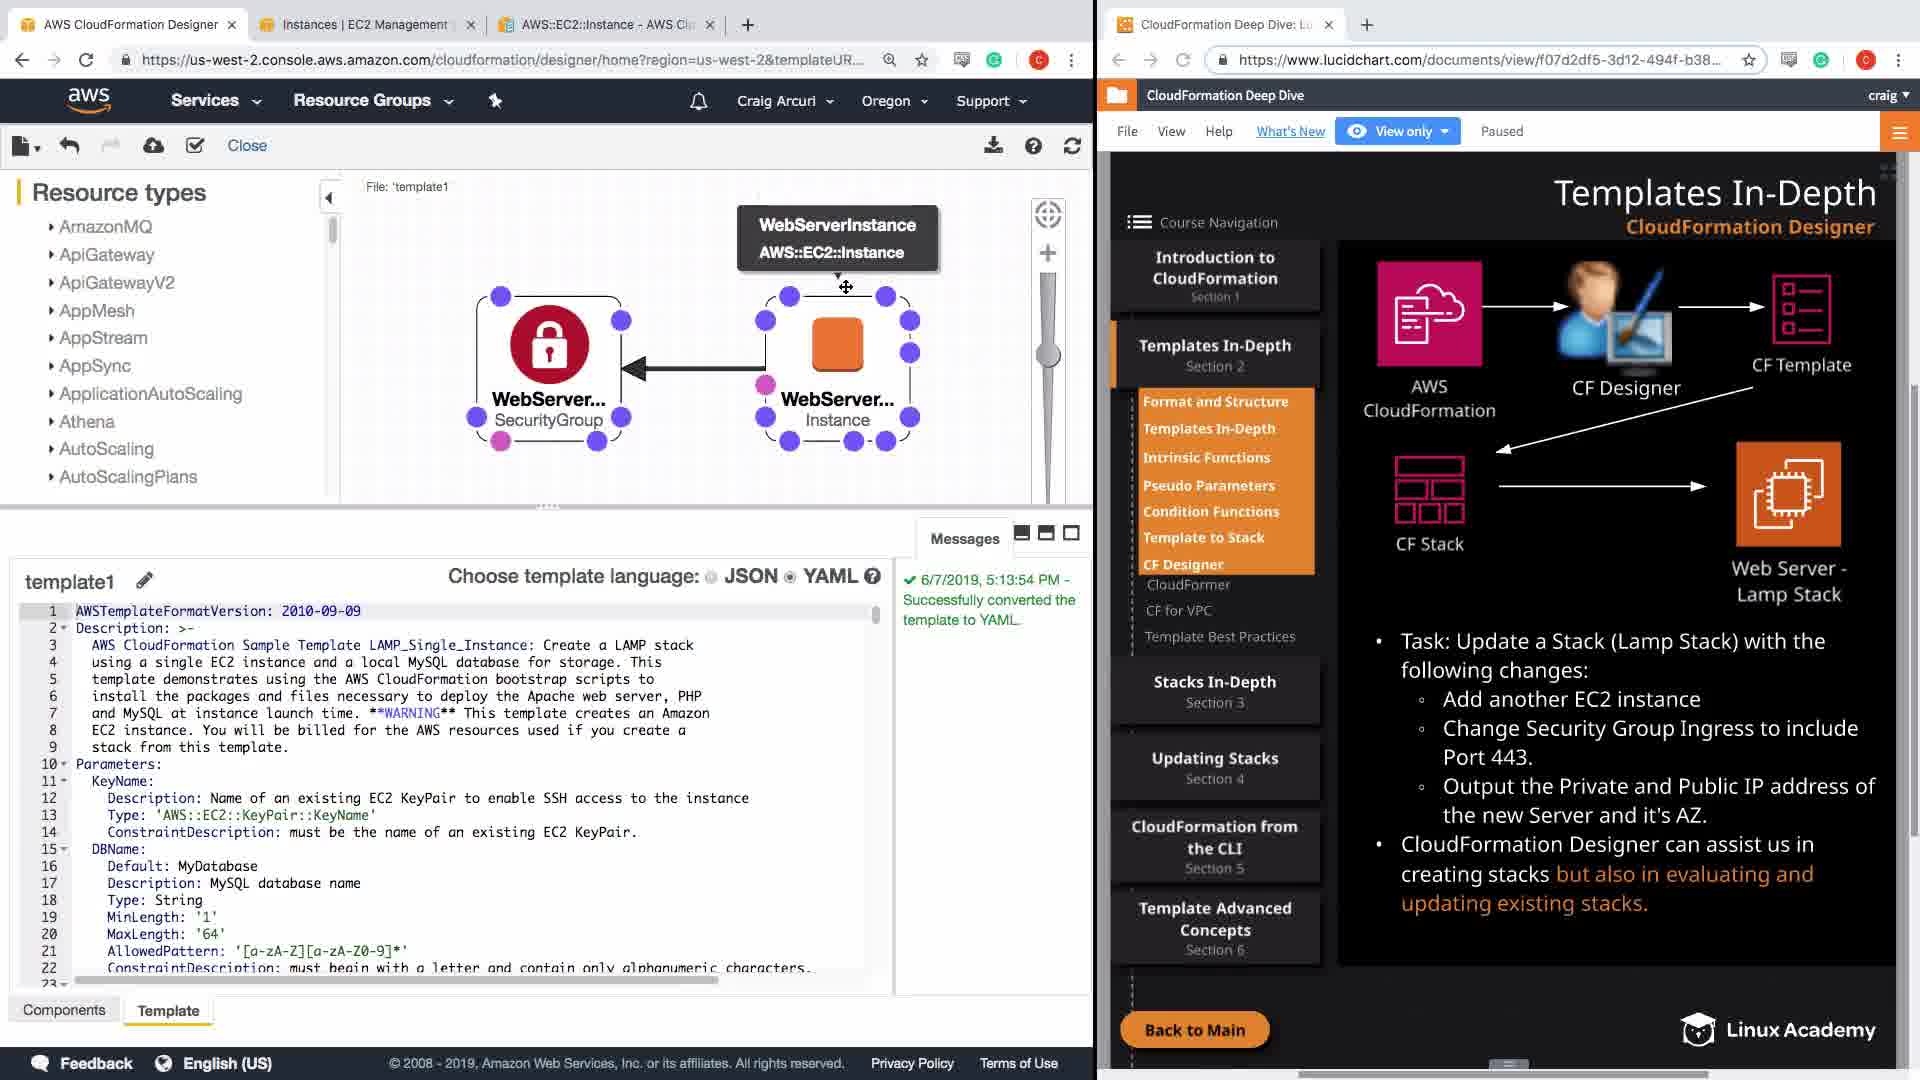 AWS CloudFormation Designer
Instances | EC2 Management
AWS::EC2::Instance - AWS Clo
https://us-west-2.console.aws.amazon.com/cloudformation/designer/home?region=us-west-2&templateUR...
C
aws
Services
Resource Groups
Craig Arcuri
Oregon
Support
Close
Resource types
AmazonMQ
ApiGateway
ApiGatewayV2
AppMesh
AppStream
AppSync
ApplicationAutoScaling
Athena
AutoScaling
AutoScalingPlans
File: 'template1'
WebServerInstance
AWS::EC2::Instance
WebServer...
SecurityGroup
WebServer...
Instance
Messages
6/7/2019, 5:13:54 PM -
Successfully converted the
template to YAML.
template1
Choose template language: JSON YAML
1 AWSTemplateFormatVersion: 2010-09-09
2 Description: >-
3 AWS CloudFormation Sample Template LAMP_Single_Instance: Create a LAMP stack
4 using a single EC2 instance and a local MySQL database for storage. This
5 template demonstrates using the AWS CloudFormation bootstrap scripts to
6 install the packages and files necessary to deploy the Apache web server, PHP
7 and MySQL at instance launch time. **WARNING** This template creates an Amazon
8 EC2 instance. You will be billed for the AWS resources used if you create a
9 stack from this template.
10 Parameters:
11 KeyName:
12 Description: Name of an existing EC2 KeyPair to enable SSH access to the instance
13 Type: 'AWS::EC2::KeyPair::KeyName'
14 ConstraintDescription: must be the name of an existing EC2 KeyPair.
15 DBName:
16 Default: MyDatabase
17 Description: MySQL database name
18 Type: String
19 MinLength: '1'
20 MaxLength: '64'
21 AllowedPattern: '[a-zA-Z][a-zA-Z0-9]*'
22 ConstraintDescription: must begin with a letter and contain only alphanumeric characters.
23
Components
Template
Feedback
English (US)
© 2008 - 2019, Amazon Web Services, Inc. or its affiliates. All rights reserved.
Privacy Policy
Terms of Use
CloudFormation Deep Dive: Lu
https://www.lucidchart.com/documents/view/f07d2df5-3d12-494f-b38...
C
CloudFormation Deep Dive
craig
File
View
Help
What's New
View only
Paused
Templates In-Depth
CloudFormation Designer
Course Navigation
Introduction to
CloudFormation
Section 1
Templates In-Depth
Section 2
Format and Structure
Templates In-Depth
Intrinsic Functions
Pseudo Parameters
Condition Functions
Template to Stack
CF Designer
CloudFormer
CF for VPC
Template Best Practices
Stacks In-Depth
Section 3
Updating Stacks
Section 4
CloudFormation from
the CLI
Section 5
Template Advanced
Concepts
Section 6
Back to Main
AWS
CloudFormation
CF Designer
CF Template
CF Stack
Web Server -
Lamp Stack
• Task: Update a Stack (Lamp Stack) with the
following changes:
◦ Add another EC2 instance
◦ Change Security Group Ingress to include
Port 443.
◦ Output the Private and Public IP address of
the new Server and it's AZ.
• CloudFormation Designer can assist us in
creating stacks but also in evaluating and
updating existing stacks.
Linux Academy